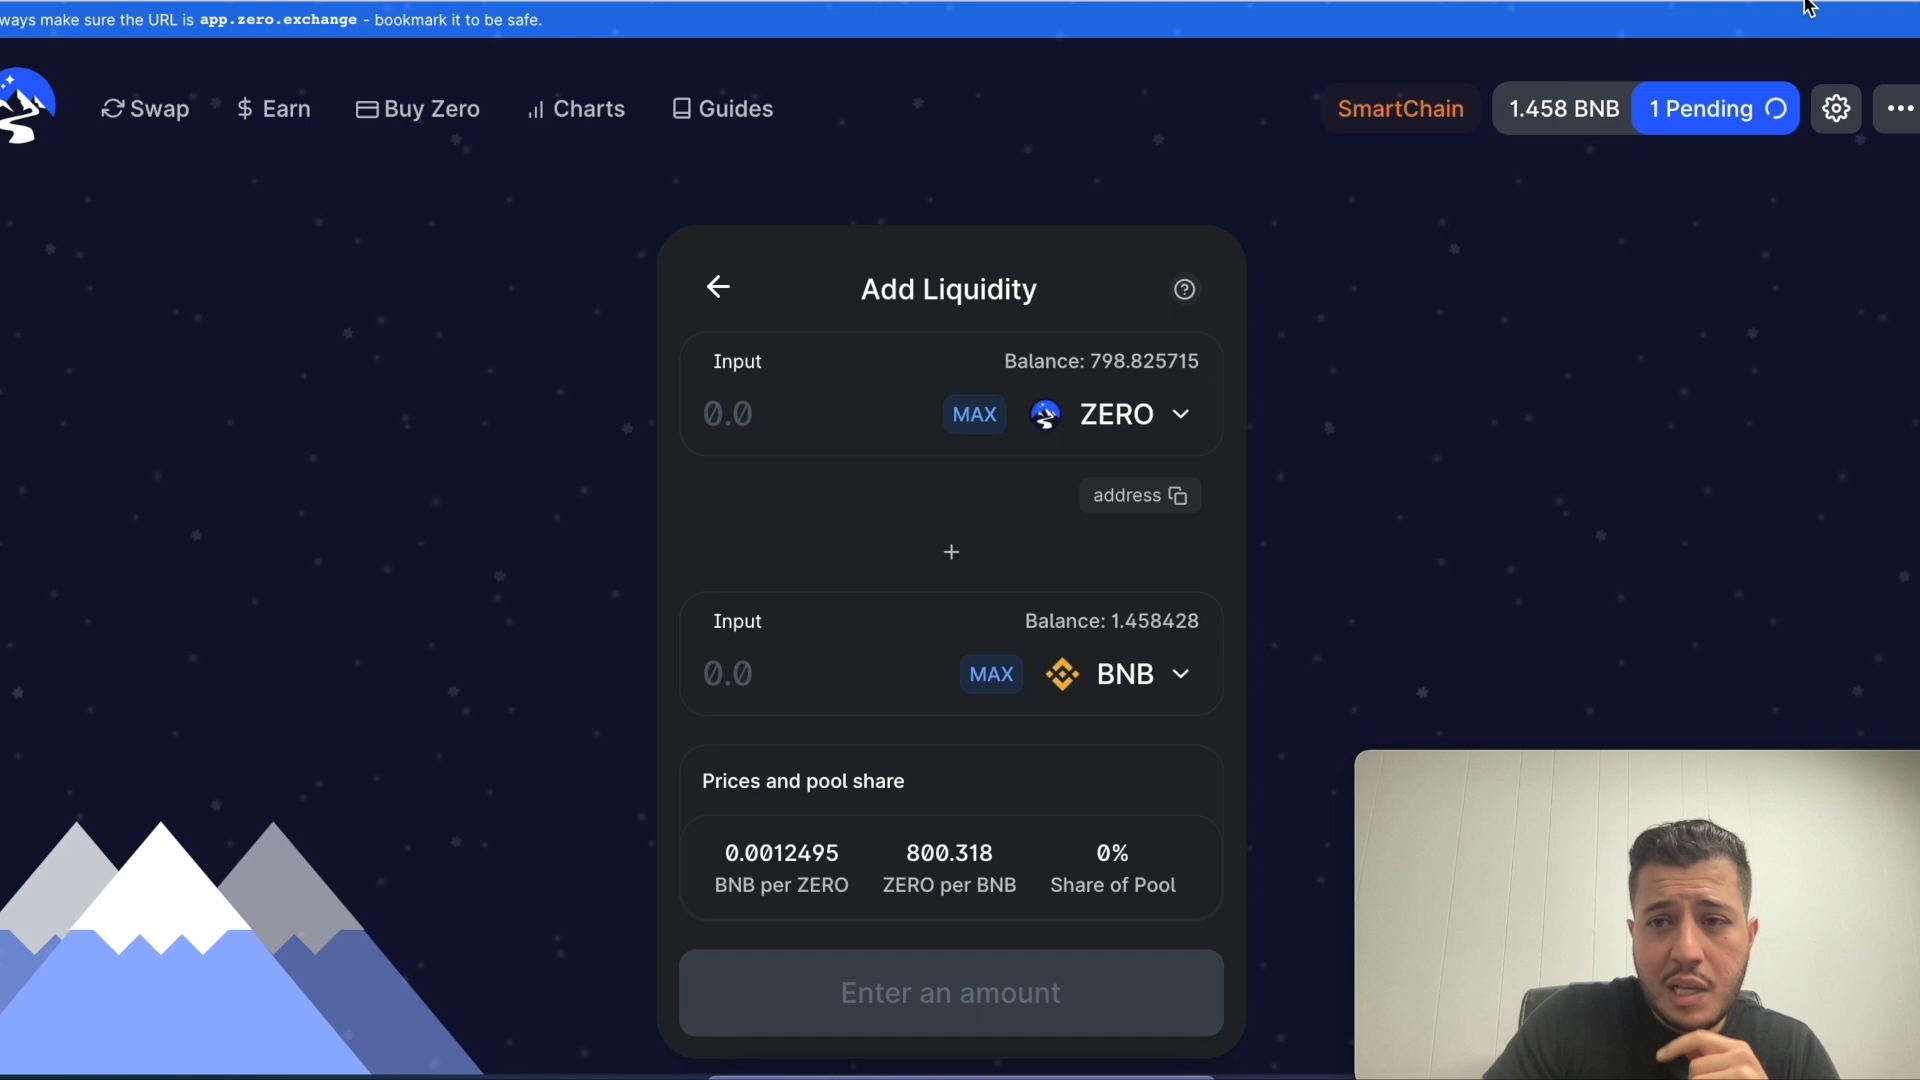 ways make sure the URL is app.zero.exchange - bookmark it to be safe.
Swap
Earn
Buy Zero
Charts
Guides
SmartChain
1.458 BNB
1 Pending
Add Liquidity
Input
Balance: 798.825715
0.0
MAX
ZERO
address
+
Input
Balance: 1.458428
0.0
MAX
BNB
Prices and pool share
0.0012495
800.318
0%
BNB per ZERO
ZERO per BNB
Share of Pool
Enter an amount